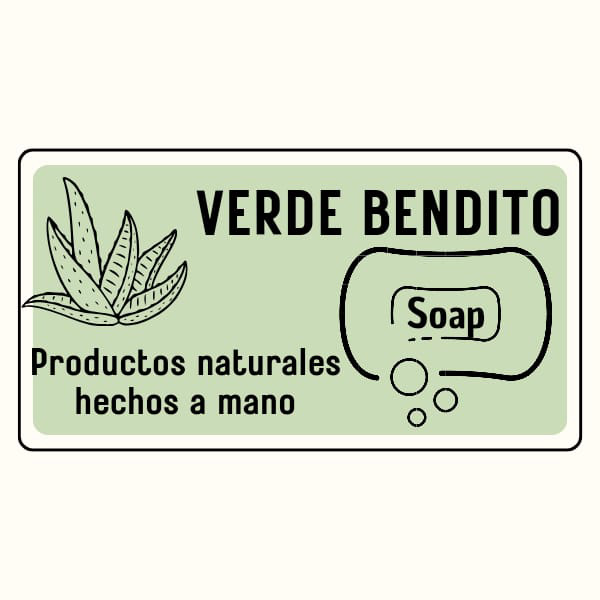 VERDE BENDITO
Soap
Productos naturales
hechos a mano